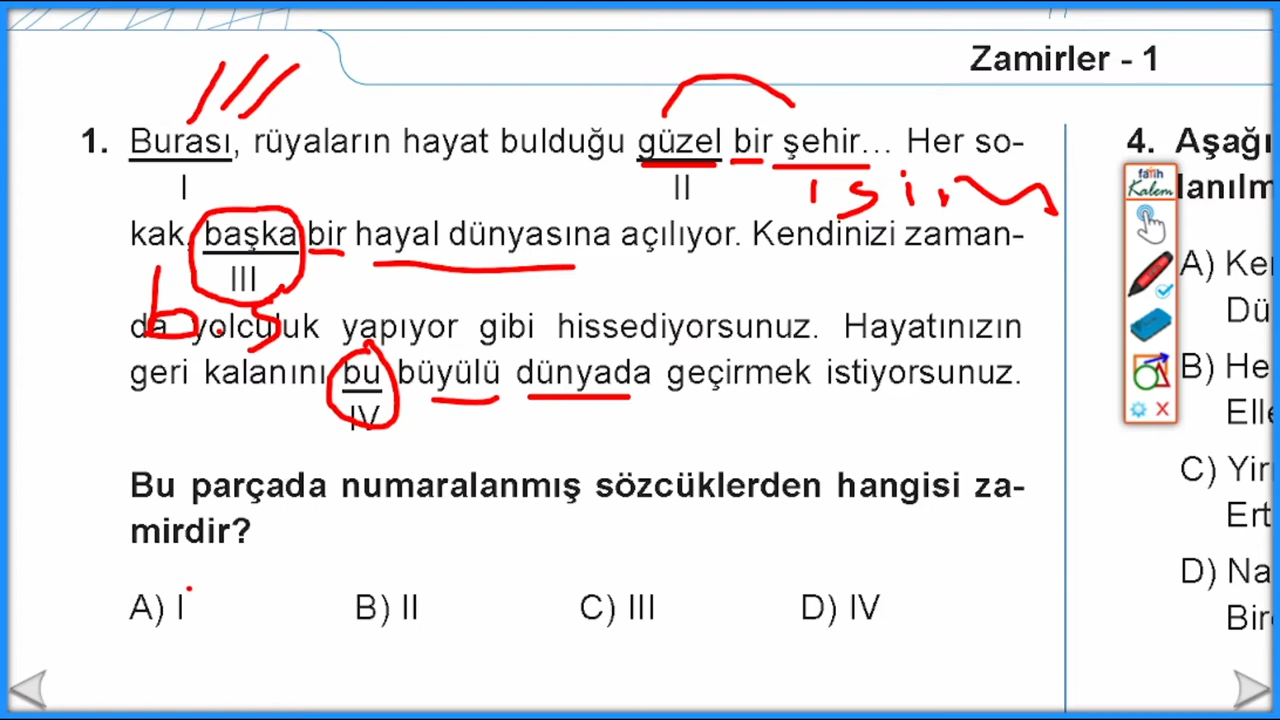 Zamirler - 1
1. Burası, rüyaların hayat bulduğu güzel bir şehir... Her so-
I II isim
kak, başka bir hayal dünyasına açılıyor. Kendinizi zaman-
III
b.s
da yolculuk yapıyor gibi hissediyorsunuz. Hayatınızın
geri kalanını bu büyülü dünyada geçirmek istiyorsunuz.
IV
Bu parçada numaralanmış sözcüklerden hangisi za-
mirdir?
A) I B) II C) III D) IV
4. Aşağı
lanılm
A) Ke
Dü
B) He
Elle
C) Yir
Ert
D) Na
Bir
fatih
Kalem